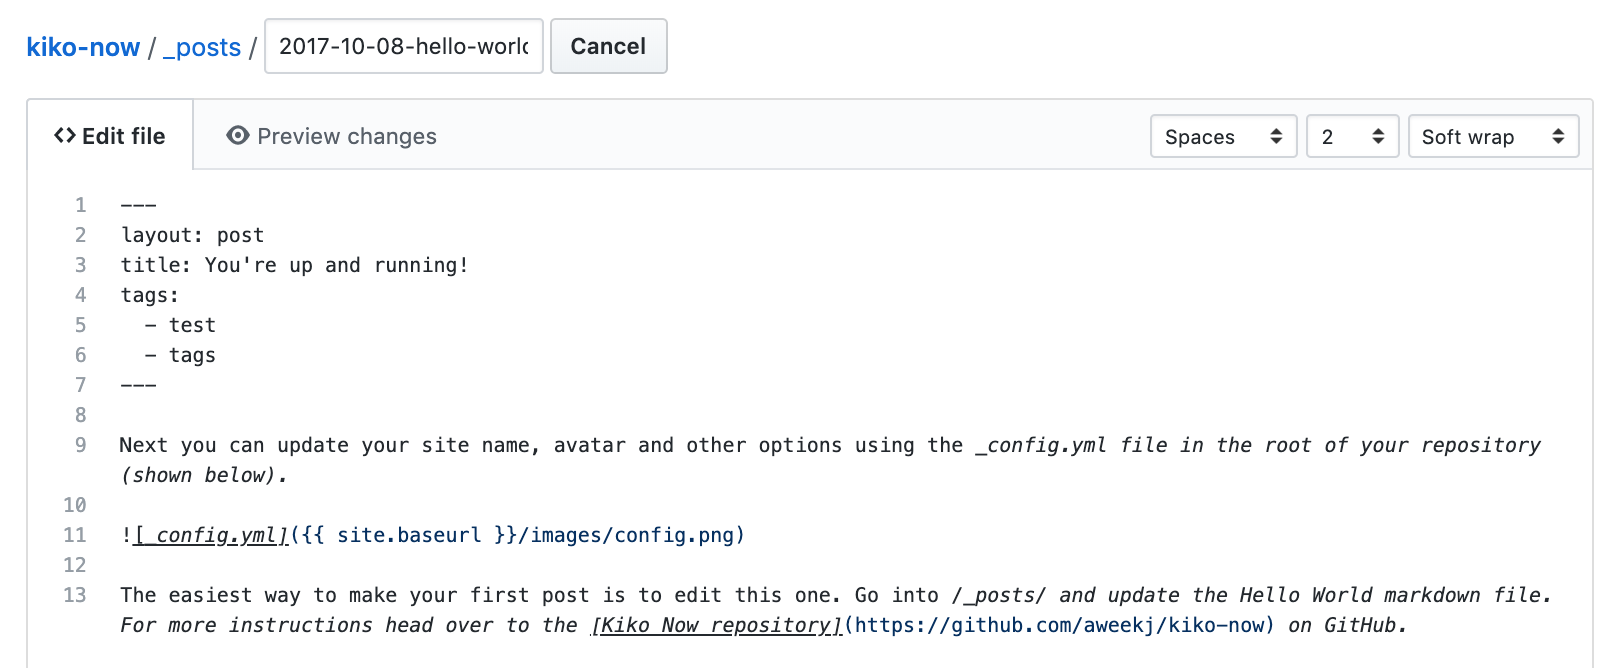 kiko-now / _posts / 2017-10-08-hello-world Cancel
Edit file Preview changes Spaces 2 Soft wrap
1 ---
2 layout: post
3 title: You're up and running!
4 tags:
5 - test
6 - tags
7 ---
8
9 Next you can update your site name, avatar and other options using the _config.yml file in the root of your repository
(shown below).
10
11 ![_config.yml]({{ site.baseurl }}/images/config.png)
12
13 The easiest way to make your first post is to edit this one. Go into /_posts/ and update the Hello World markdown file.
For more instructions head over to the [Kiko Now repository](https://github.com/aweekj/kiko-now) on GitHub.